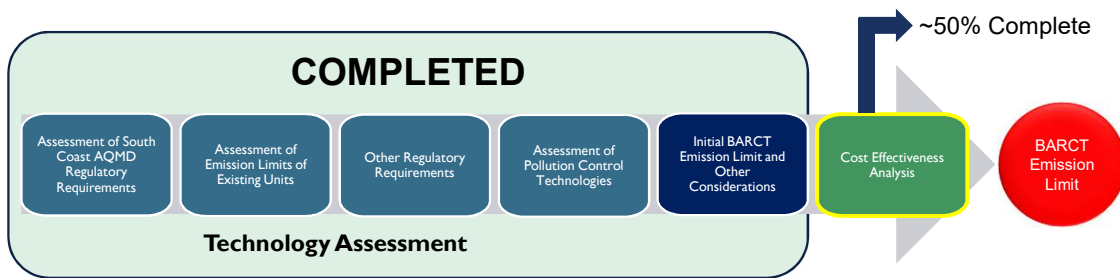 ~50% Complete
COMPLETED
Assessment of South
Coast AQMD
Regulatory
Requirements
Assessment of
Emission Limits of
Existing Units
Other Regulatory
Requirements
Assessment of
Pollution Control
Technologies
Initial BARCT
Emission Limit and
Other
Considerations
Cost Effectiveness
Analysis
BARCT
Emission
Limit
Technology Assessment